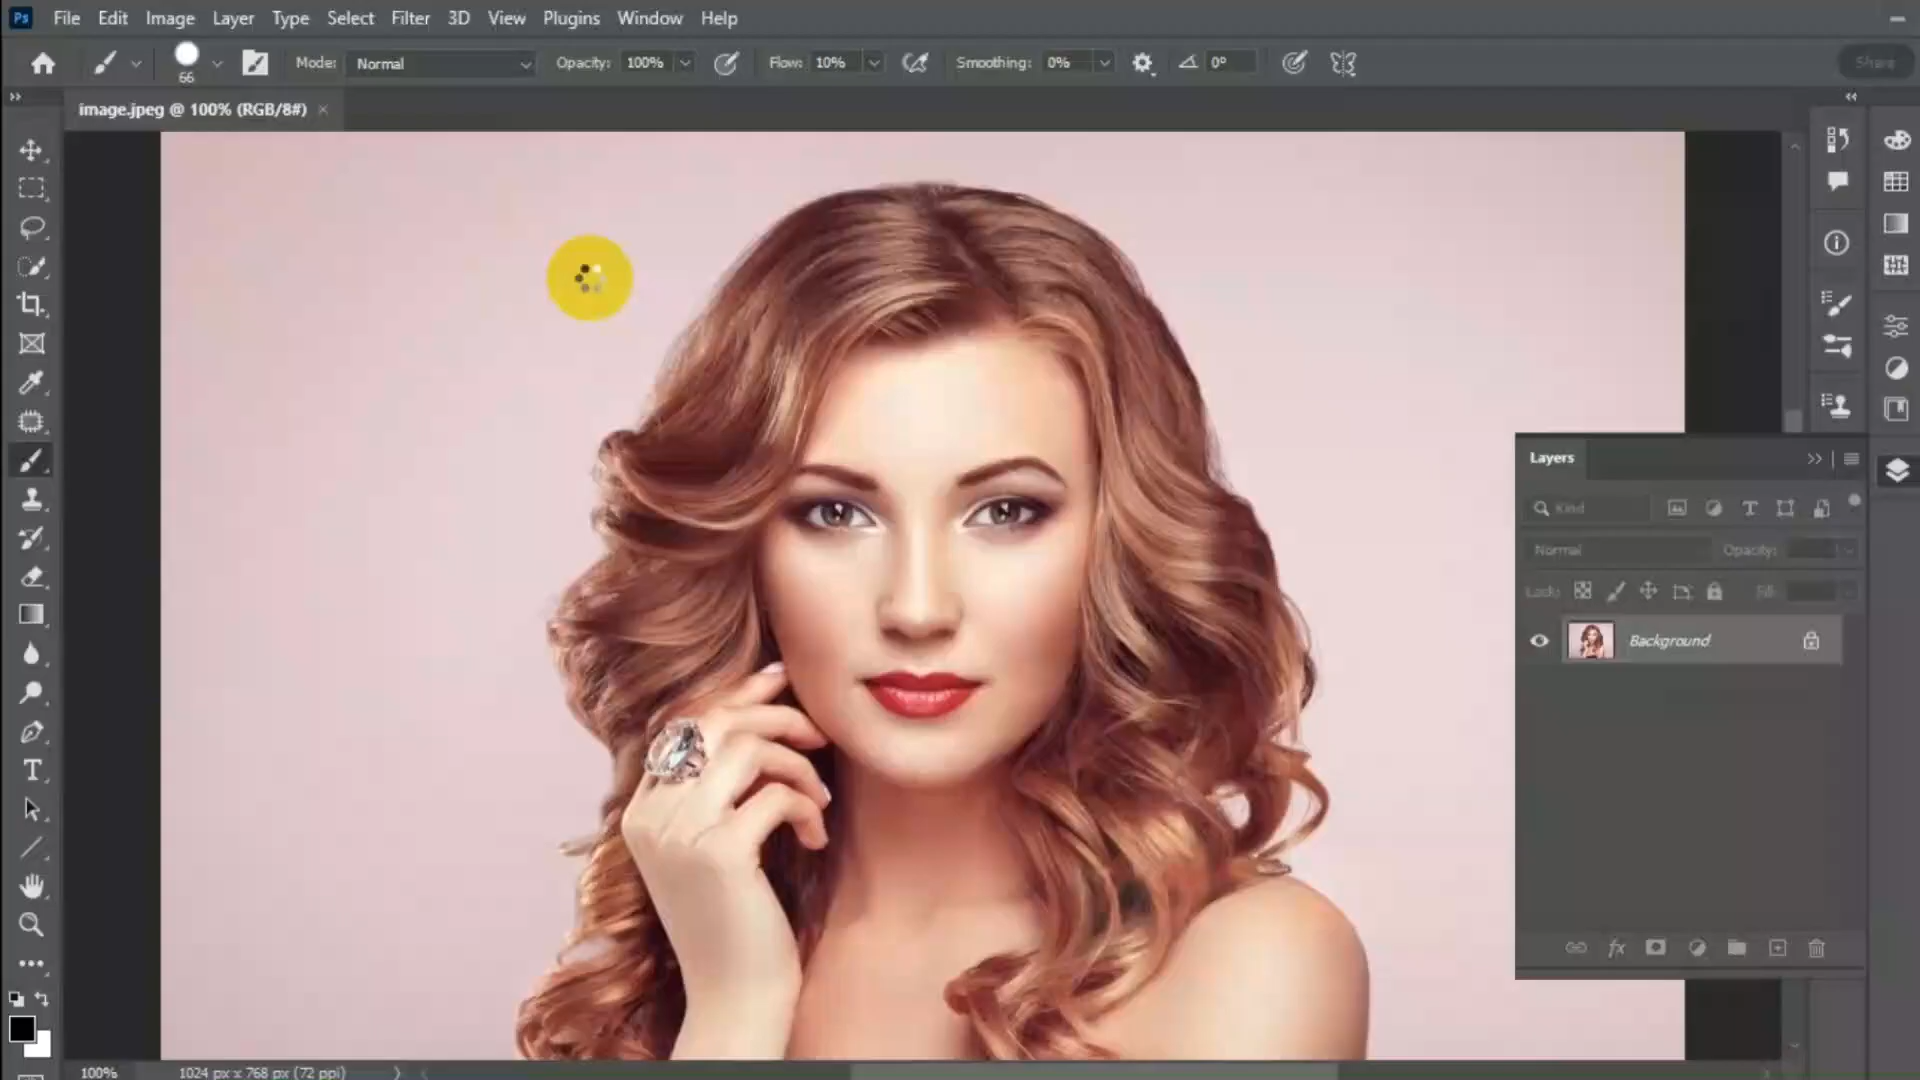 Ps File Edit Image Layer Type Select Filter 3D View Plugins Window Help
66 Mode: Normal Opacity: 100% Flow: 10% Smoothing: 0% 0° Share
image.jpeg @ 100% (RGB/8#) ×
Layers
Kind
Normal Opacity:
Lock: Fill:
Background
fx
100% 1024 px x 768 px (72 ppi)